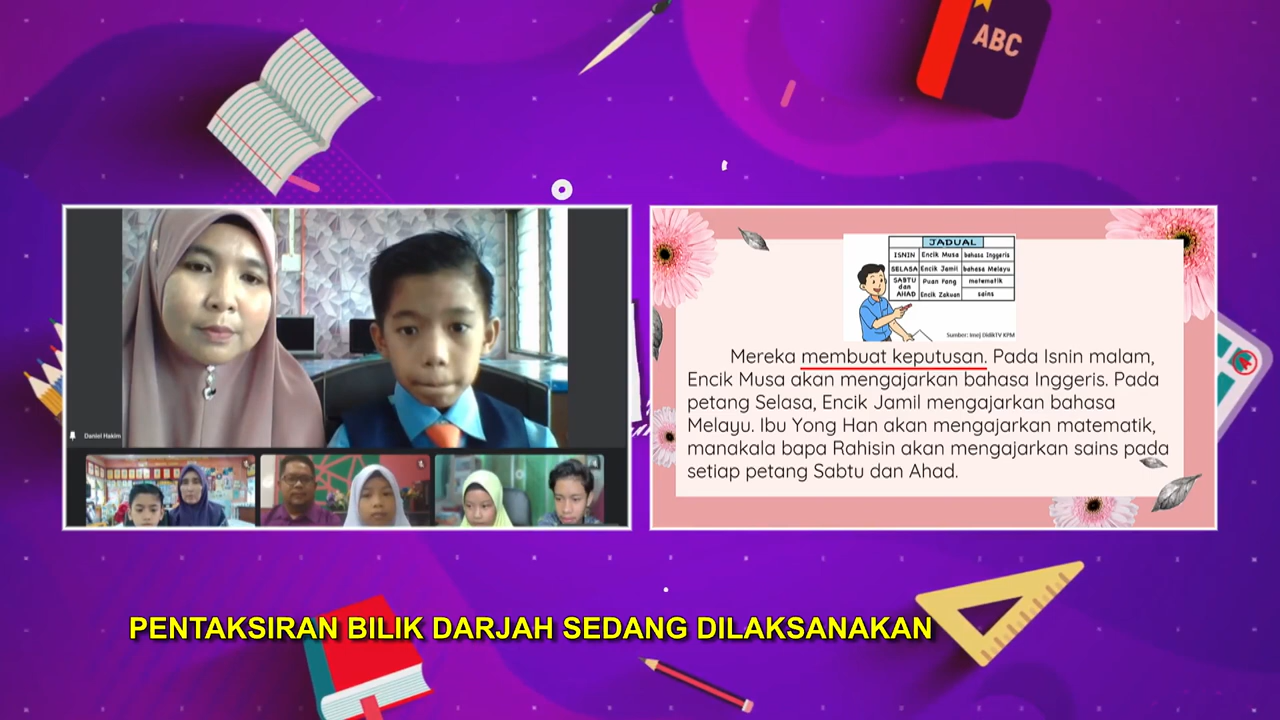 ABC
Daniel Hakim
JADUAL
ISNIN Encik Musa bahasa Inggeris
SELASA Encik Jamil bahasa Melayu
SABTU dan AHAD Puan Fang matematik
Encik Zakuan sains
Sumber: Imej DidikTV KPM
Mereka membuat keputusan. Pada Isnin malam,
Encik Musa akan mengajarkan bahasa Inggeris. Pada
petang Selasa, Encik Jamil mengajarkan bahasa
Melayu. Ibu Yong Han akan mengajarkan matematik,
manakala bapa Rahisin akan mengajarkan sains pada
setiap petang Sabtu dan Ahad.
PENTAKSIRAN BILIK DARJAH SEDANG DILAKSANAKAN